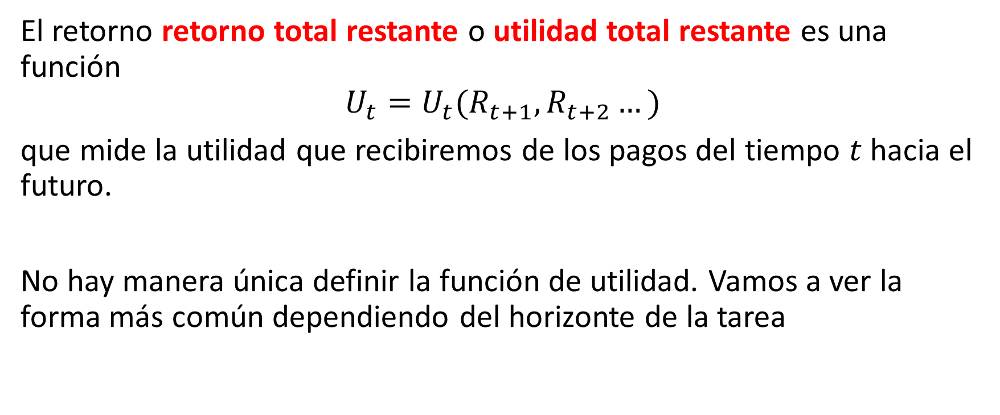 El retorno retorno total restante o utilidad total restante es una
función
U_t = U_t(R_{t+1}, R_{t+2} … )
que mide la utilidad que recibiremos de los pagos del tiempo t hacia el
futuro.
No hay manera única definir la función de utilidad. Vamos a ver la
forma más común dependiendo del horizonte de la tarea